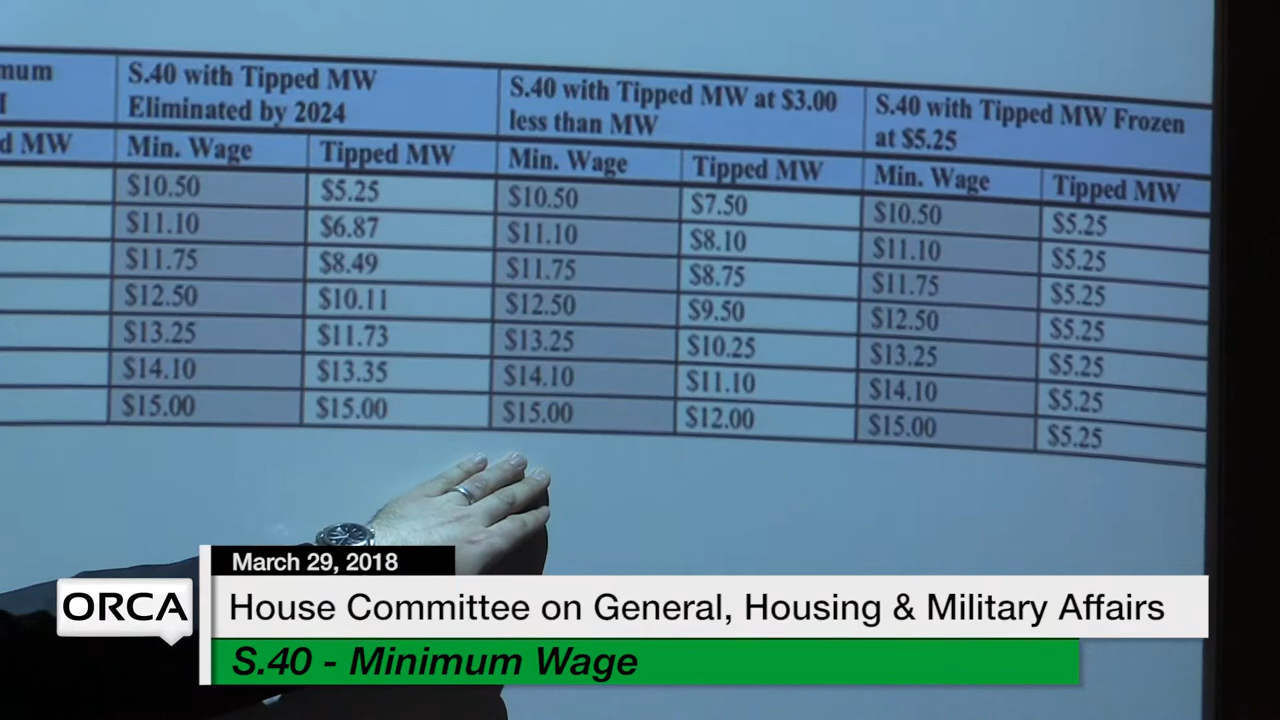 mum S.40 with Tipped MW S.40 with Tipped MW at $3.00 S.40 with Tipped MW Frozen
Eliminated by 2024 less than MW at $5.25
MW Min. Wage Tipped MW Min. Wage Tipped MW Min. Wage Tipped MW
$10.50 $5.25 $10.50 $7.50 $10.50 $5.25
$11.10 $6.87 $11.10 $8.10 $11.10 $5.25
$11.75 $8.49 $11.75 $8.75 $11.75 $5.25
$12.50 $10.11 $12.50 $9.50 $12.50 $5.25
$13.25 $11.73 $13.25 $10.25 $13.25 $5.25
$14.10 $13.35 $14.10 $11.10 $14.10 $5.25
$15.00 $15.00 $15.00 $12.00 $15.00 $5.25
March 29, 2018
ORCA House Committee on General, Housing & Military Affairs
S.40 - Minimum Wage